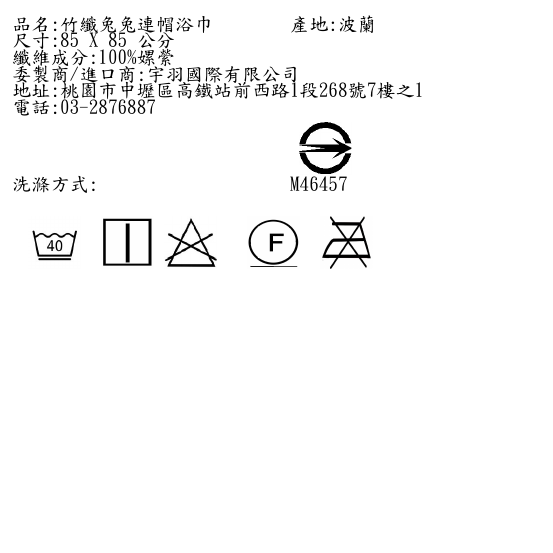 品名:竹纖兔兔連帽浴巾 產地:波蘭
尺寸:85 X 85 公分
纖維成分:100%嫘縈
委製商/進口商:宇羽國際有限公司
地址:桃園市中壢區高鐵站前西路1段268號7樓之1
電話:03-2876887
洗滌方式: M46457
40 F